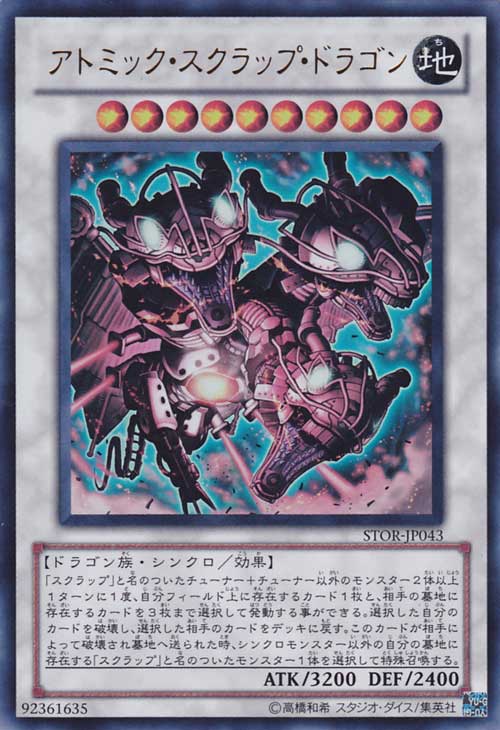 アトミック・スクラップ・ドラゴン 地
STOR-JP043
【ドラゴン族・シンクロ/効果】
「スクラップ」と名のついたチューナー+チューナー以外のモンスター2体以上
1ターンに1度、自分フィールド上に存在するカード1枚と、相手の墓地に
存在するカードを3枚まで選択して発動する事ができる。選択した自分の
カードを破壊し、選択した相手のカードをデッキに戻す。このカードが相手に
よって破壊され墓地へ送られた時、シンクロモンスター以外の自分の墓地に
存在する「スクラップ」と名のついたモンスター1体を選択して特殊召喚する。
ATK/3200 DEF/2400
92361635 ©高橋和希 スタジオ・ダイス/集英社